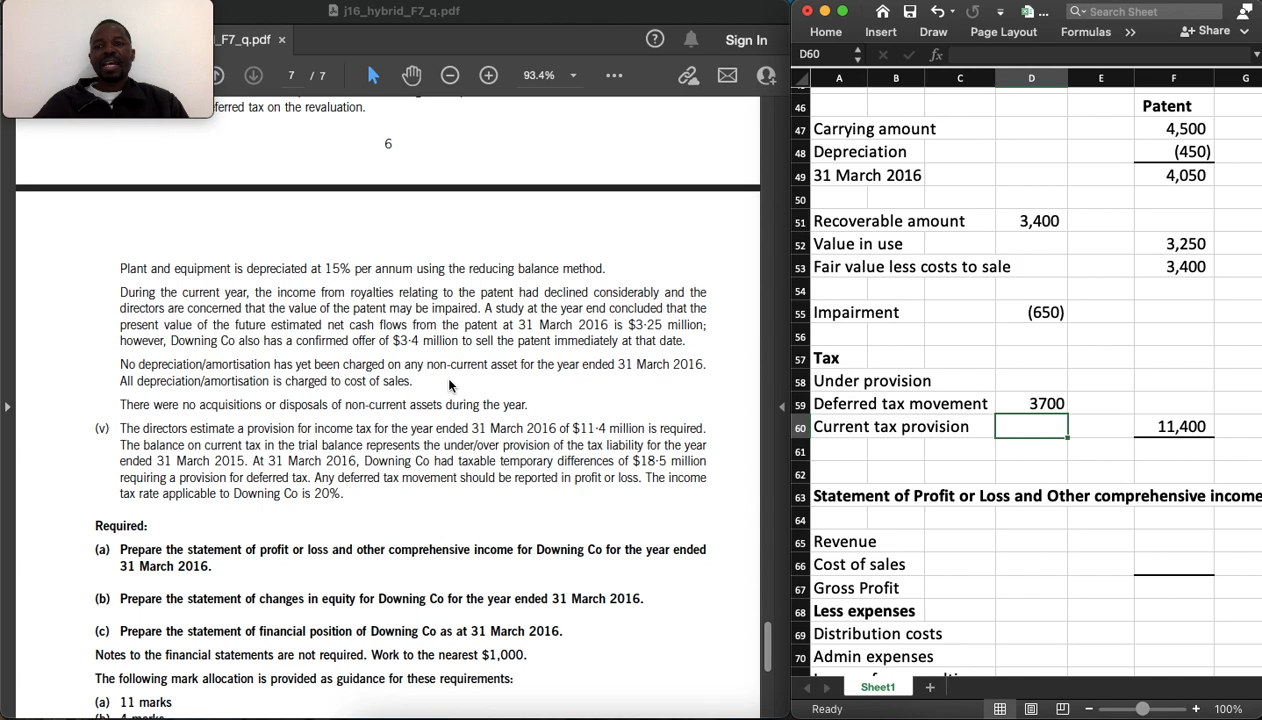 j16_hybrid_F7_q.pdf
_F7_q.pdf ×
Sign In
7 / 7
93.4%
ferred tax on the revaluation.
6
Plant and equipment is depreciated at 15% per annum using the reducing balance method.
During the current year, the income from royalties relating to the patent had declined considerably and the
directors are concerned that the value of the patent may be impaired. A study at the year end concluded that the
present value of the future estimated net cash flows from the patent at 31 March 2016 is $3·25 million;
however, Downing Co also has a confirmed offer of $3·4 million to sell the patent immediately at that date.
No depreciation/amortisation has yet been charged on any non-current asset for the year ended 31 March 2016.
All depreciation/amortisation is charged to cost of sales.
There were no acquisitions or disposals of non-current assets during the year.
(v) The directors estimate a provision for income tax for the year ended 31 March 2016 of $11·4 million is required.
The balance on current tax in the trial balance represents the under/over provision of the tax liability for the year
ended 31 March 2015. At 31 March 2016, Downing Co had taxable temporary differences of $18·5 million
requiring a provision for deferred tax. Any deferred tax movement should be reported in profit or loss. The income
tax rate applicable to Downing Co is 20%.
Required:
(a) Prepare the statement of profit or loss and other comprehensive income for Downing Co for the year ended
31 March 2016.
(b) Prepare the statement of changes in equity for Downing Co for the year ended 31 March 2016.
(c) Prepare the statement of financial position of Downing Co as at 31 March 2016.
Notes to the financial statements are not required. Work to the nearest $1,000.
The following mark allocation is provided as guidance for these requirements:
(a) 11 marks
(b) 4 marks
Search Sheet
Home Insert Draw Page Layout Formulas Share
D60 fx
A B C D E F G
46 Patent
47 Carrying amount 4,500
48 Depreciation (450)
49 31 March 2016 4,050
50
51 Recoverable amount 3,400
52 Value in use 3,250
53 Fair value less costs to sale 3,400
54
55 Impairment (650)
56
57 Tax
58 Under provision
59 Deferred tax movement 3700
60 Current tax provision 11,400
61
62
63 Statement of Profit or Loss and Other comprehensive income
64
65 Revenue
66 Cost of sales
67 Gross Profit
68 Less expenses
69 Distribution costs
70 Admin expenses
Sheet1
Ready
100%